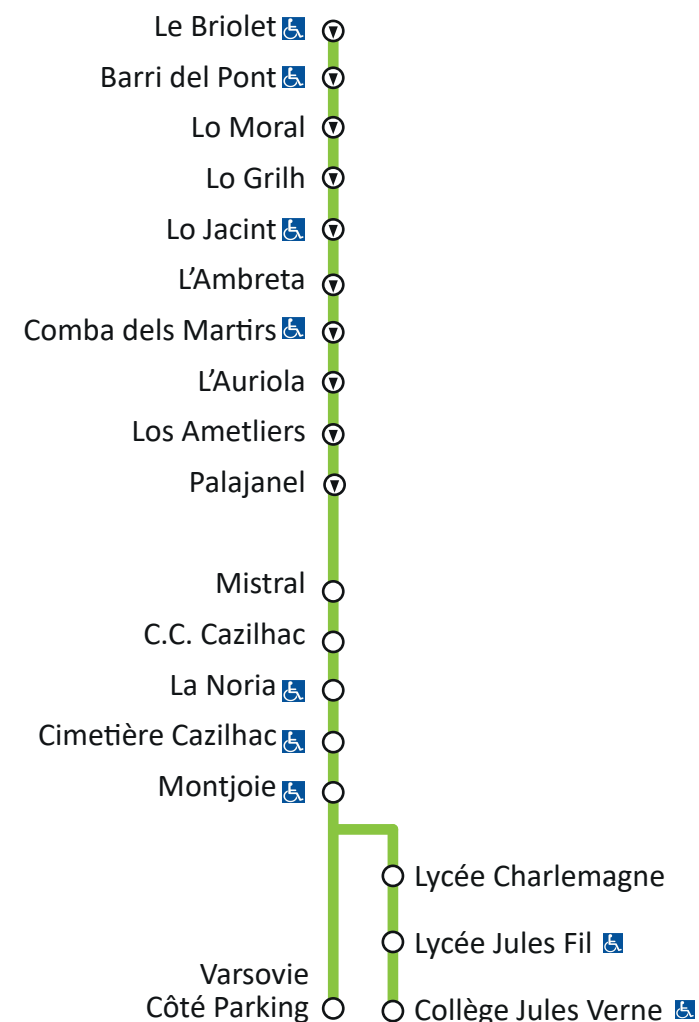 Le Briolet
Barri del Pont
Lo Moral
Lo Grilh
Lo Jacint
L'Ambreta
Comba dels Martirs
L'Auriola
Los Ametliers
Palajanel
Mistral
C.C. Cazilhac
La Noria
Cimetière Cazilhac
Montjoie
Lycée Charlemagne
Lycée Jules Fil
Varsovie
Côté Parking
Collège Jules Verne